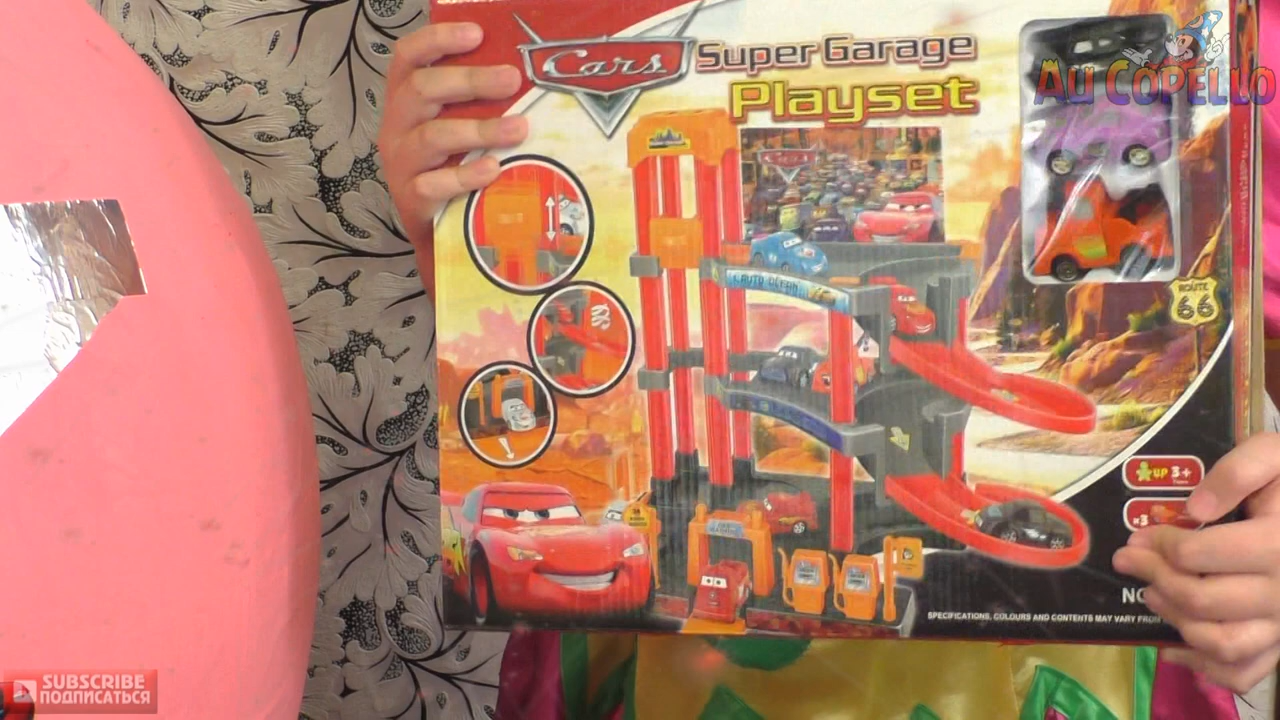 Cars
Super Garage
Playset
AU COPELLO
ROUTE
66
UP 3+
x3
NO
SPECIFICATIONS, COLOURS AND CONTENTS MAY VARY FROM
SUBSCRIBE
ПОДПИСАТЬСЯ